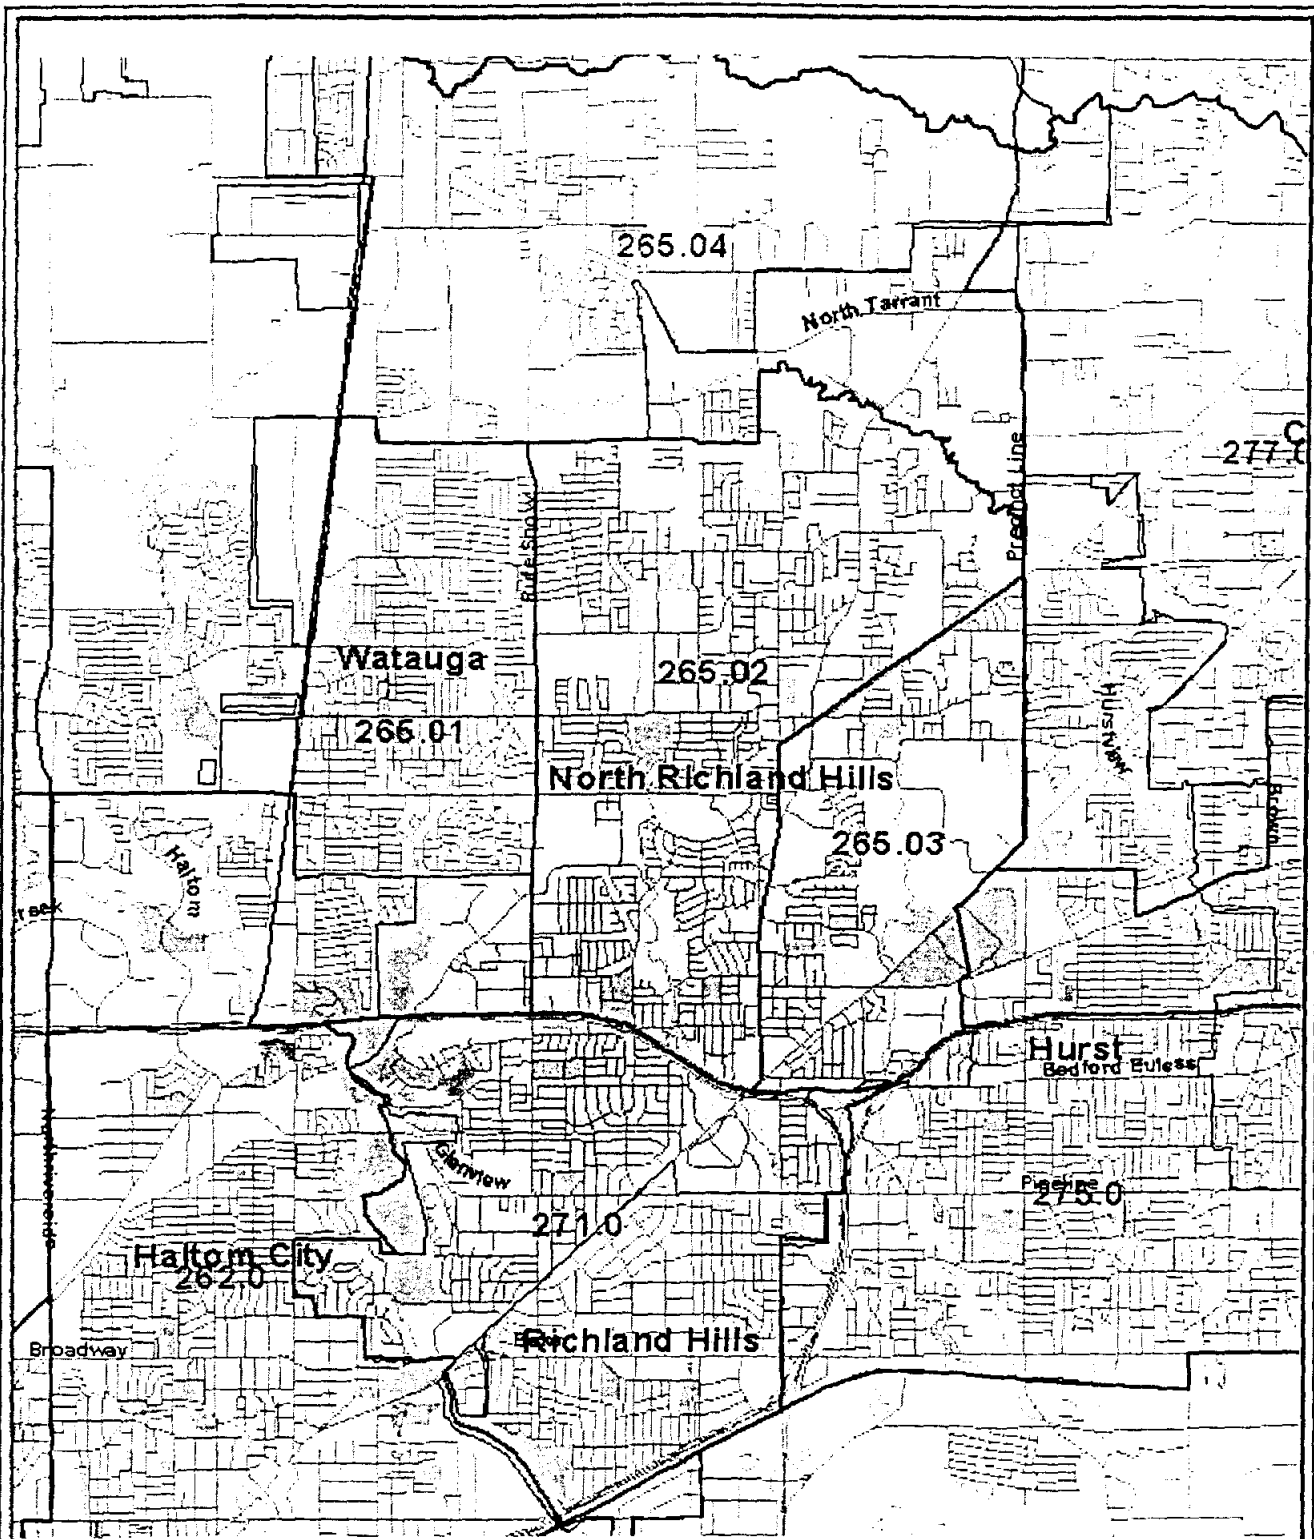 265.04
North Tarrant
C
277.0
Precinct Line
Rufe Snow
Watauga
265.02
Hurstview
266.01
North Richland Hills
265.03
Brown
Haltom
reek
Hurst
Bedford Euless
Glenview
Pipeline
275.0
271.0
Haltom City
262.0
Richland Hills
Broadway